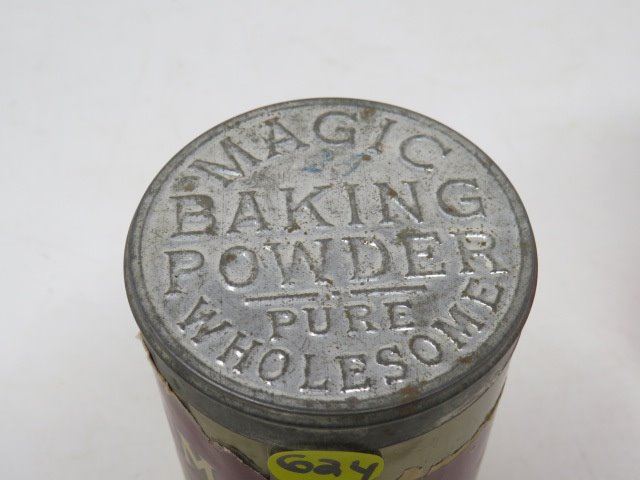 MAGIC
BAKING
POWDER
PURE
WHOLESOME
M
624